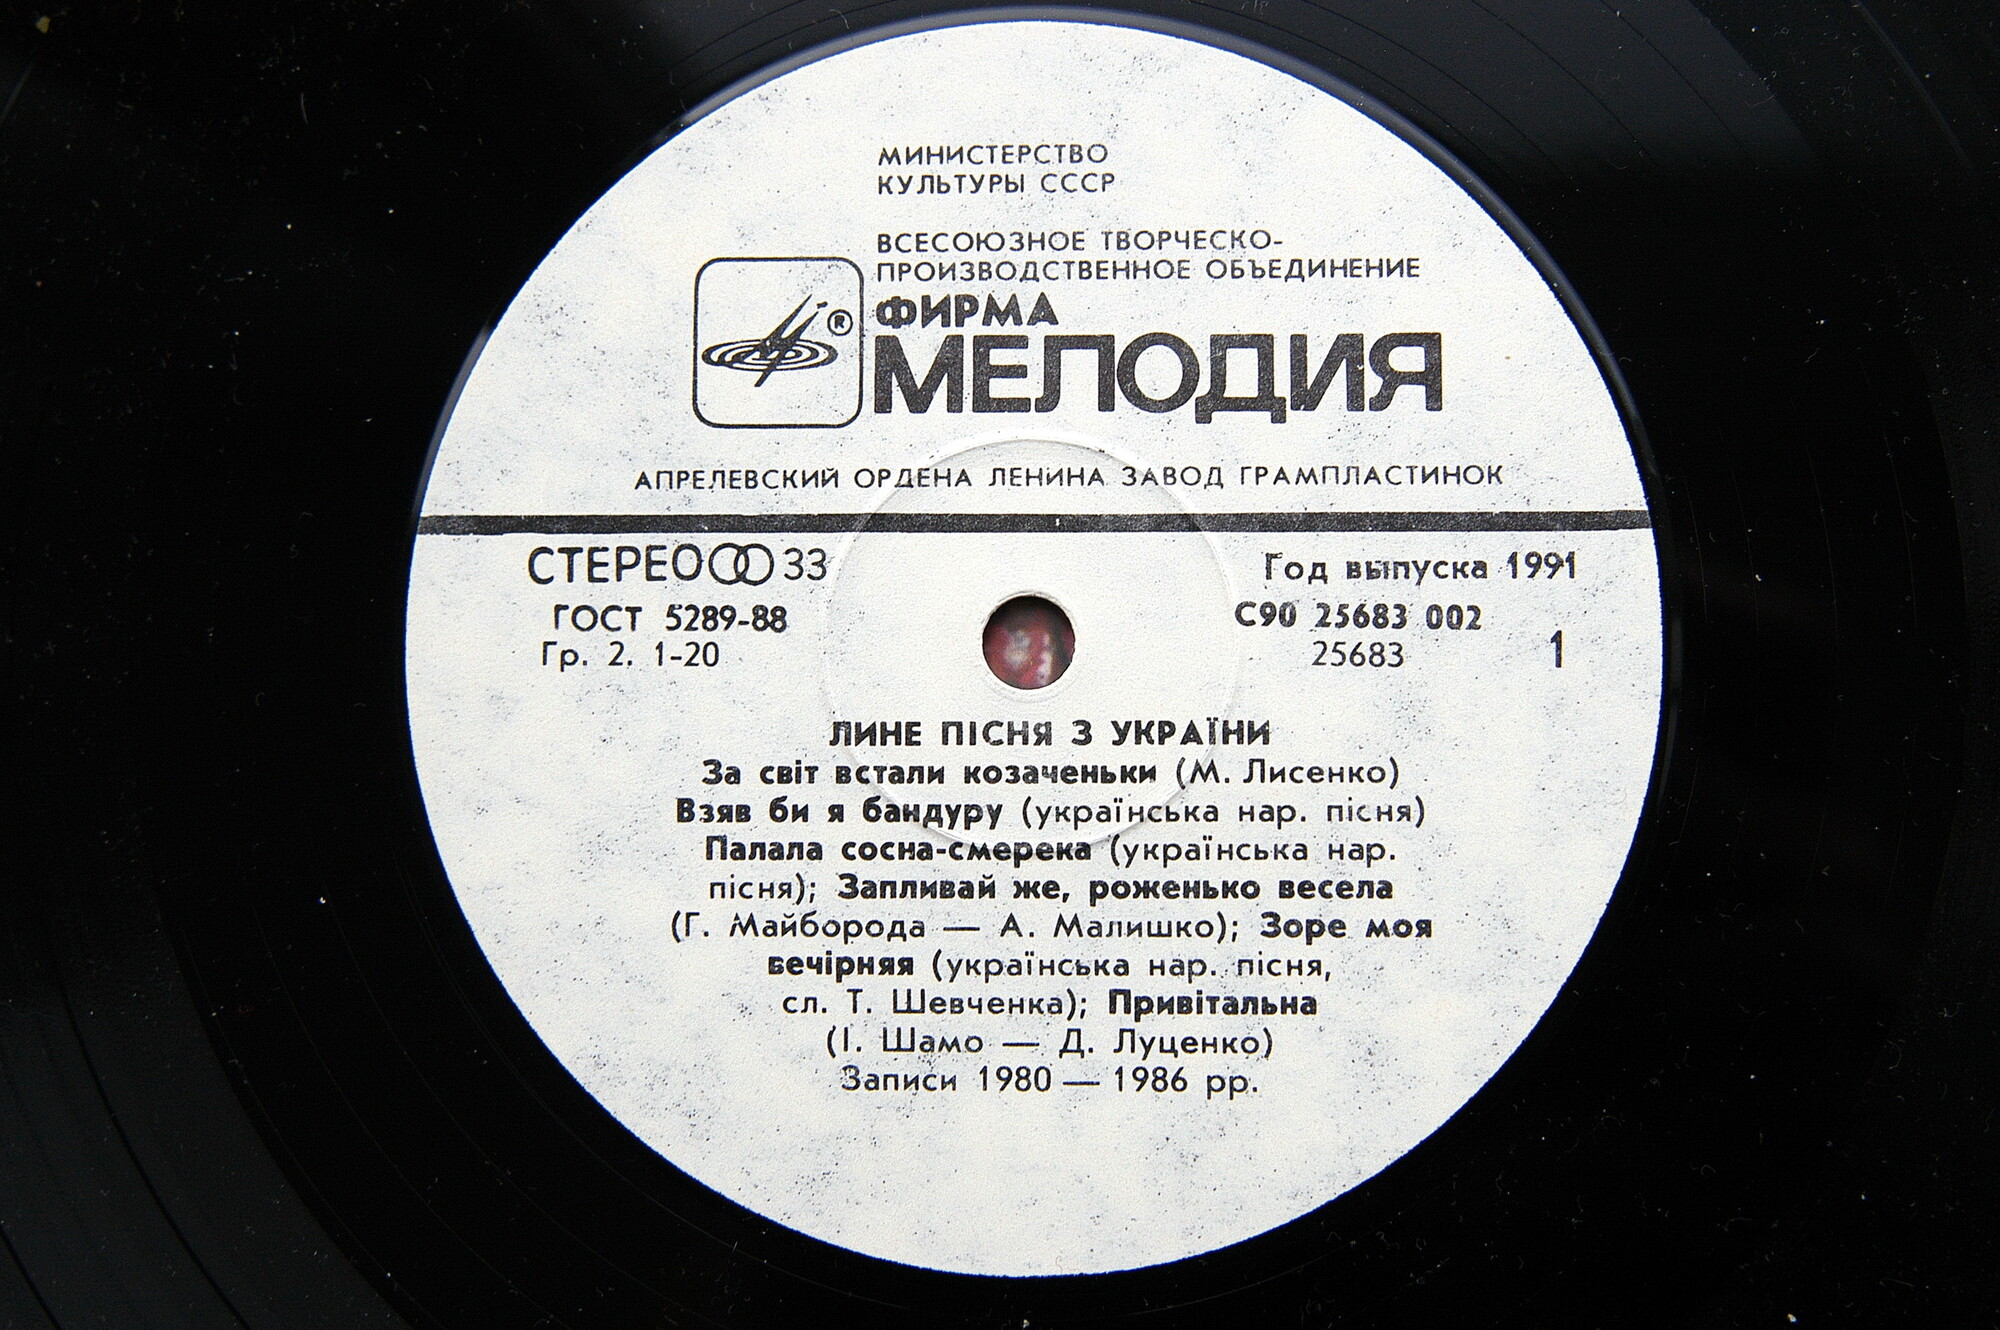 МИНИСТЕРСТВО
КУЛЬТУРЫ СССР
ВСЕСОЮЗНОЕ ТВОРЧЕСКО-
ПРОИЗВОДСТВЕННОЕ ОБЪЕДИНЕНИЕ
ФИРМА
®
МЕЛОДИЯ
АПРЕЛЕВСКИЙ ОРДЕНА ЛЕНИНА ЗАВОД ГРАМПЛАСТИНОК
СТЕРЕО 33
Год выпуска 1991
ГОСТ 5289-88
С90 25683 002
Гр. 2. 1-20
25683
1
ЛИНЕ ПІСНЯ З УКРАЇНИ
За світ встали козаченьки (М. Лисенко)
Взяв би я бандуру (українська нар. пісня)
Палала сосна-смерека (українська нар.
пісня); Запливай же, роженько весела
(Г. Майборода — А. Малишко); Зоре моя
вечірняя (українська нар. пісня,
сл. Т. Шевченка); Привітальна
(І. Шамо — Д. Луценко)
Записи 1980 — 1986 рр.